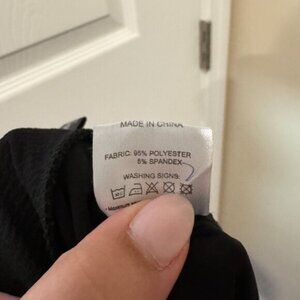 MADE IN CHINA
FABRIC: 95% POLYESTER
5% SPANDEX
WASHING SIGNS: